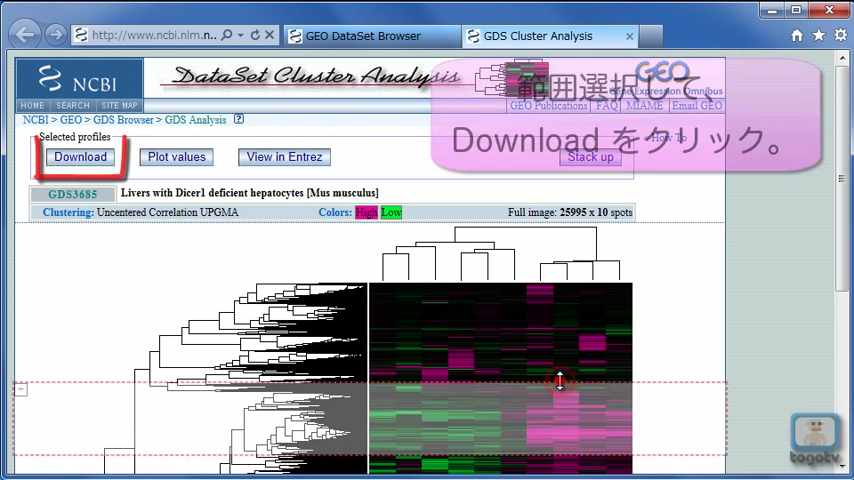 http://www.ncbi.nlm.n..
GEO DataSet Browser
GDS Cluster Analysis
NCBI
DataSet Cluster Analysis
GEO
Gene Expression Omnibus
HOME SEARCH SITE MAP
GEO Publications FAQ MIAME Email GEO
NCBI > GEO > GDS Browser > GDS Analysis ?
範囲選択して、
Download をクリック。
Selected profiles
How To
Download Plot values View in Entrez Stack up
GDS3685 Livers with Dicer1 deficient hepatocytes [Mus musculus]
Clustering: Uncentered Correlation UPGMA Colors: High Low Full image: 25995 x 10 spots
togotv